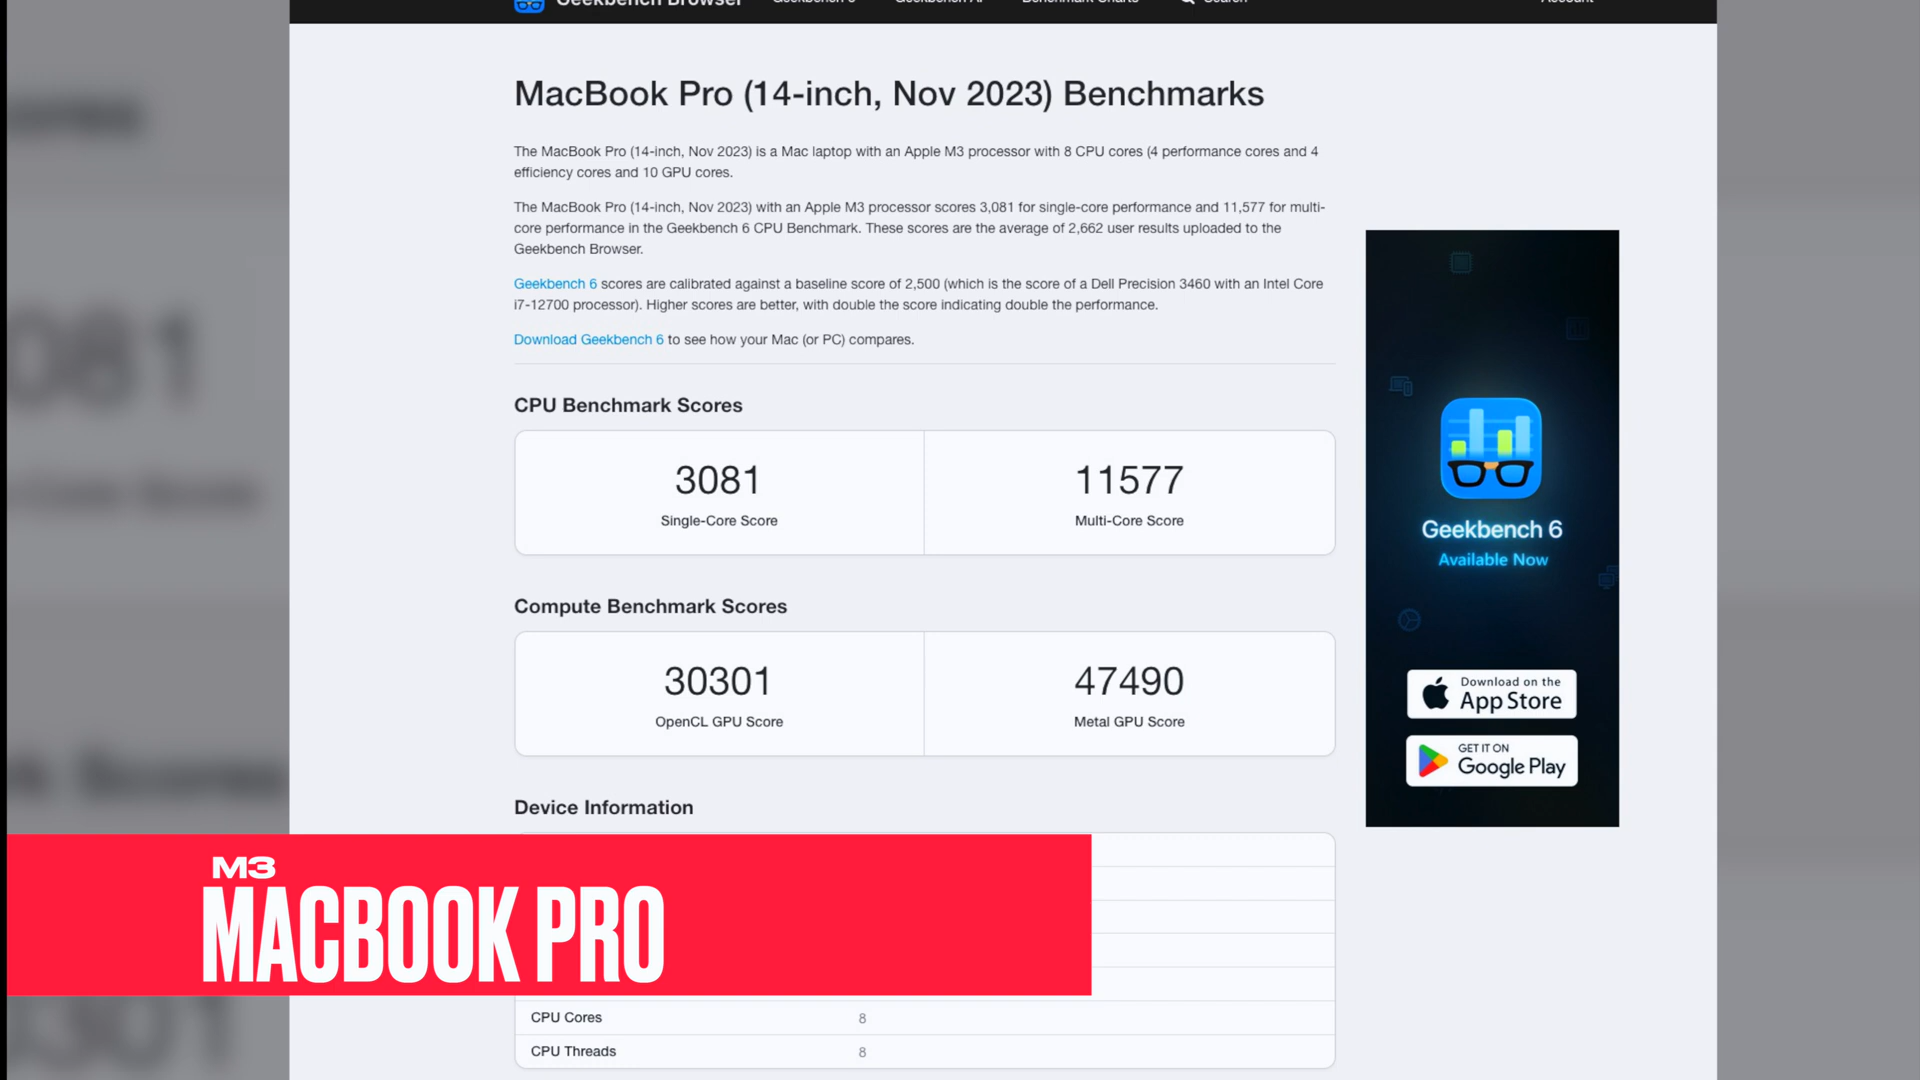 Geekbench Browser
Search
Account
MacBook Pro (14-inch, Nov 2023) Benchmarks
The MacBook Pro (14-inch, Nov 2023) is a Mac laptop with an Apple M3 processor with 8 CPU cores (4 performance cores and 4
efficiency cores and 10 GPU cores.
The MacBook Pro (14-inch, Nov 2023) with an Apple M3 processor scores 3,081 for single-core performance and 11,577 for multi-
core performance in the Geekbench 6 CPU Benchmark. These scores are the average of 2,662 user results uploaded to the
Geekbench Browser.
Geekbench 6 scores are calibrated against a baseline score of 2,500 (which is the score of a Dell Precision 3460 with an Intel Core
i7-12700 processor). Higher scores are better, with double the score indicating double the performance.
Download Geekbench 6 to see how your Mac (or PC) compares.
CPU Benchmark Scores
3081
Single-Core Score
11577
Multi-Core Score
Compute Benchmark Scores
30301
OpenCL GPU Score
47490
Metal GPU Score
Device Information
CPU Cores 8
CPU Threads 8
Geekbench 6
Available Now
Download on the
App Store
GET IT ON
Google Play
M3
MACBOOK PRO